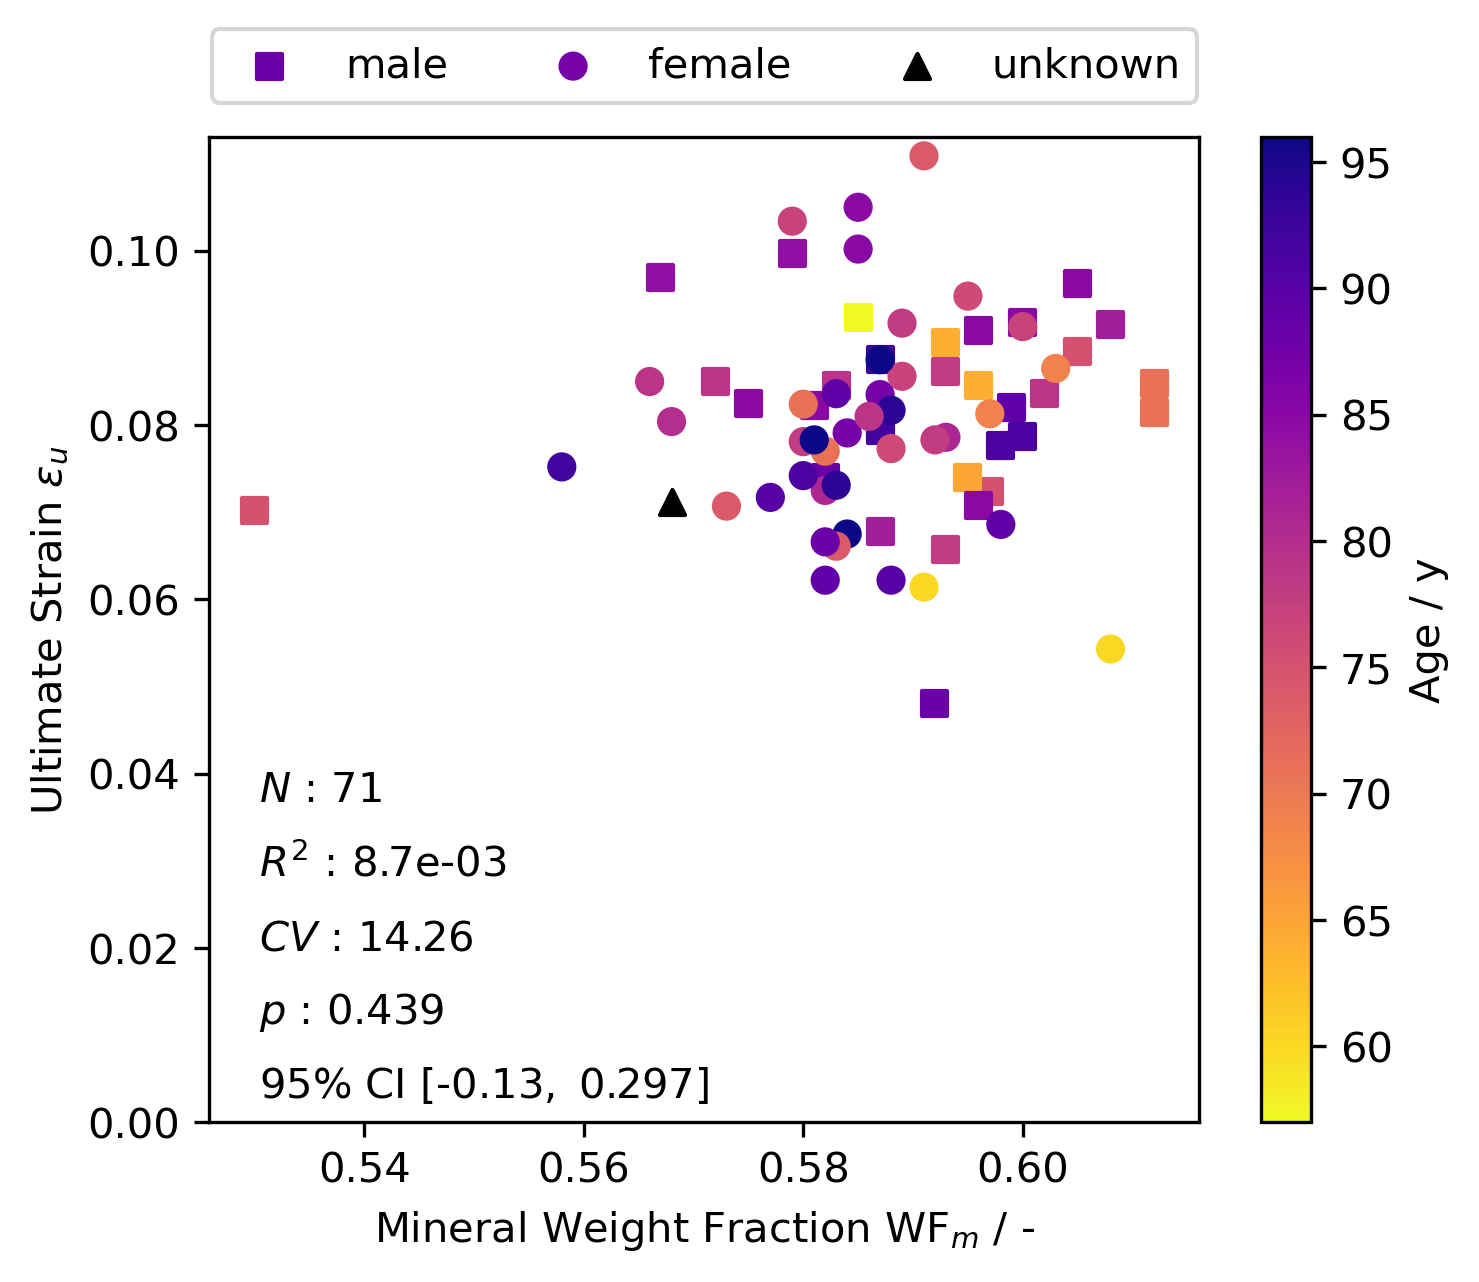 male female unknown
0.10
0.08
0.06
0.04
0.02
0.00
Ultimate Strain εu
N : 71
R² : 8.7e-03
CV : 14.26
p : 0.439
95% CI [-0.13, 0.297]
0.54 0.56 0.58 0.60
Mineral Weight Fraction WFm / -
95
90
85
80
75
70
65
60
Age / y